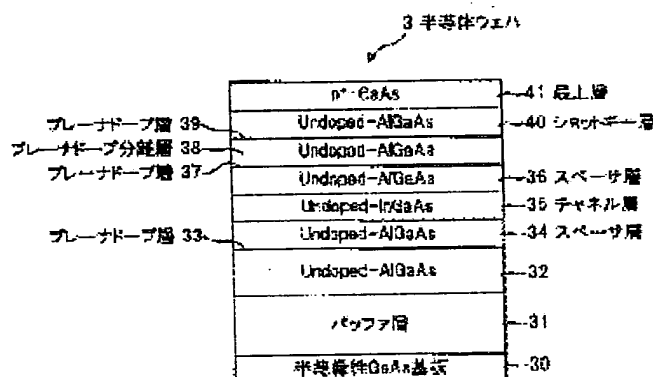 3 半導体ウェハ
n⁺-GaAs
41 最上層
プレーナドープ層 39
Undoped-AlGaAs
40 ショットキー層
プレーナドープ分離層 38
Undoped-AlGaAs
プレーナドープ層 37
Undoped-AlGaAs
36 スペーサ層
Undoped-InGaAs
35 チャネル層
プレーナドープ層 33
Undoped-AlGaAs
34 スペーサ層
Undoped-AlGaAs
32
バッファ層
31
半絶縁性GaAs基板
30